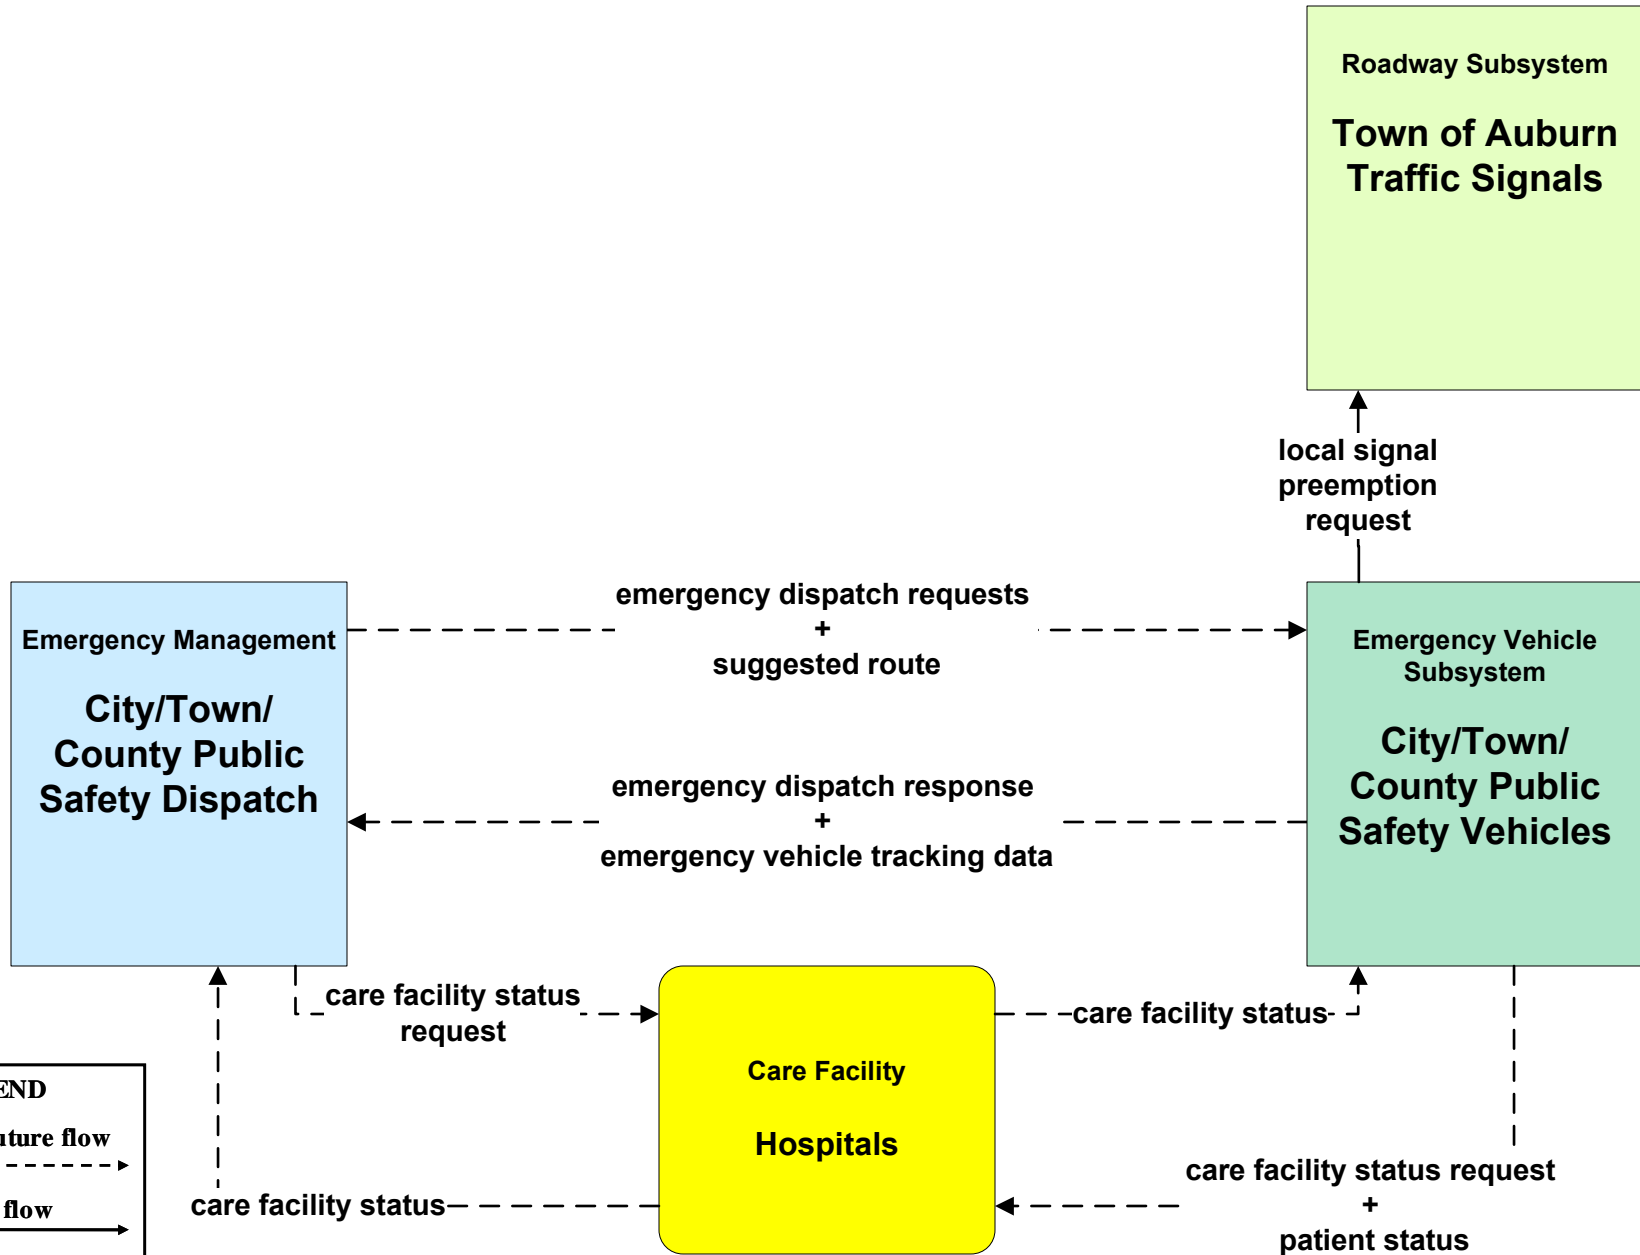 Roadway Subsystem
Town of Auburn
Traffic Signals
local signal
preemption
request
emergency dispatch requests
+
suggested route
Emergency Management
City/Town/
County Public
Safety Dispatch
Emergency Vehicle
Subsystem
City/Town/
County Public
Safety Vehicles
emergency dispatch response
+
emergency vehicle tracking data
care facility status
request
care facility status
Care Facility
Hospitals
care facility status
care facility status request
+
patient status
flow